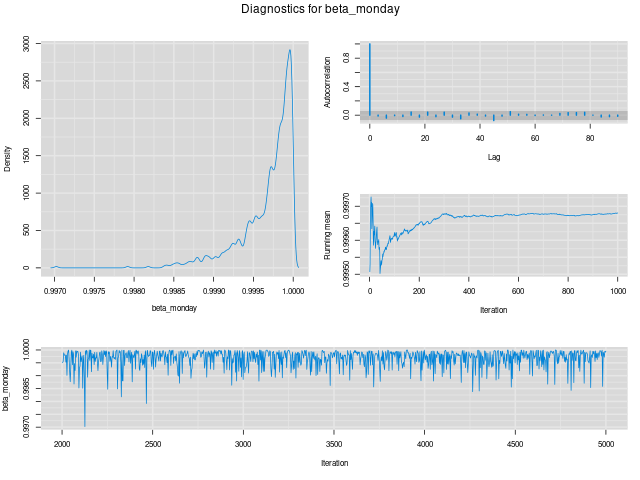 Diagnostics for beta_monday
Density
0 500 1000 1500 2000 2500 3000
0.9970 0.9975 0.9980 0.9985 0.9990 0.9995 1.0000
beta_monday
Autocorrelation
0.0 0.4 0.8
0 20 40 60 80
Lag
Running mean
0.99950 0.99960 0.99970
0 200 400 600 800 1000
Iteration
beta_monday
0.9970 0.9985 1.0000
2000 2500 3000 3500 4000 4500 5000
Iteration